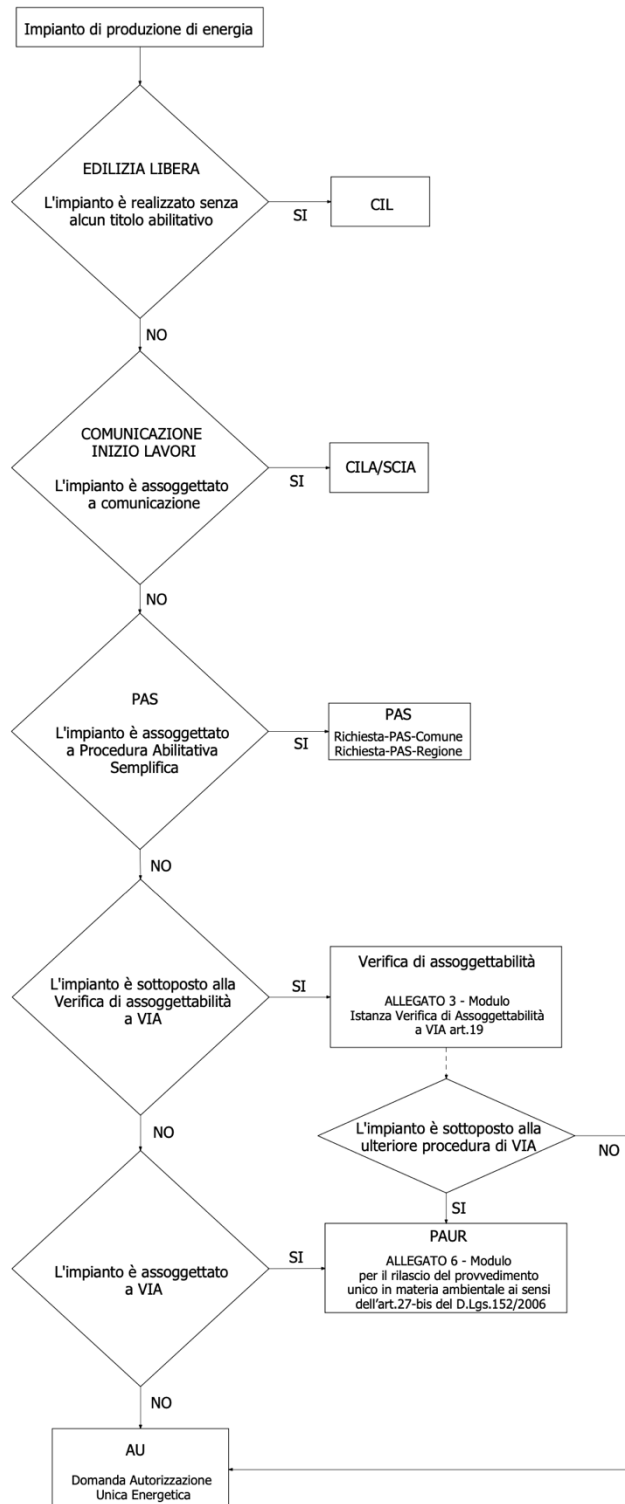 Impianto di produzione di energia
EDILIZIA LIBERA
L'impianto è realizzato senza
alcun titolo abilitativo
SI
CIL
NO
COMUNICAZIONE
INIZIO LAVORI
L'impianto è assoggettato
a comunicazione
SI
CILA/SCIA
NO
PAS
L'impianto è assoggettato
a Procedura Abilitativa
Semplifica
SI
PAS
Richiesta-PAS-Comune
Richiesta-PAS-Regione
NO
L'impianto è sottoposto alla
Verifica di assoggettabilità
a VIA
SI
Verifica di assoggettabilità
ALLEGATO 3 - Modulo
Istanza Verifica di Assoggettabilità
a VIA art.19
NO
L'impianto è sottoposto alla
ulteriore procedura di VIA
NO
SI
L'impianto è assoggettato
a VIA
SI
PAUR
ALLEGATO 6 - Modulo
per il rilascio del provvedimento
unico in materia ambientale ai sensi
dell'art.27-bis del D.Lgs.152/2006
NO
AU
Domanda Autorizzazione
Unica Energetica